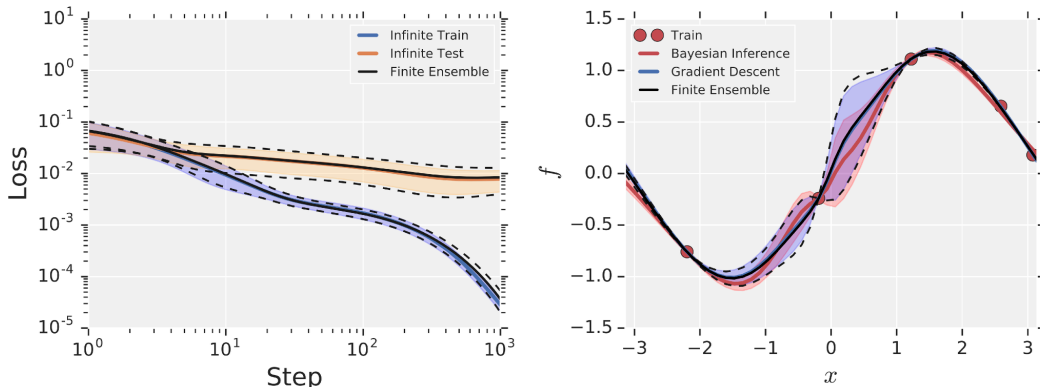 10^1
10^0
10^-1
10^-2
10^-3
10^-4
10^-5
Loss
10^0
10^1
10^2
10^3
Step
Infinite Train
Infinite Test
Finite Ensemble
1.5
1.0
0.5
0.0
−0.5
−1.0
−1.5
f
−3
−2
−1
0
1
2
3
x
Train
Bayesian Inference
Gradient Descent
Finite Ensemble